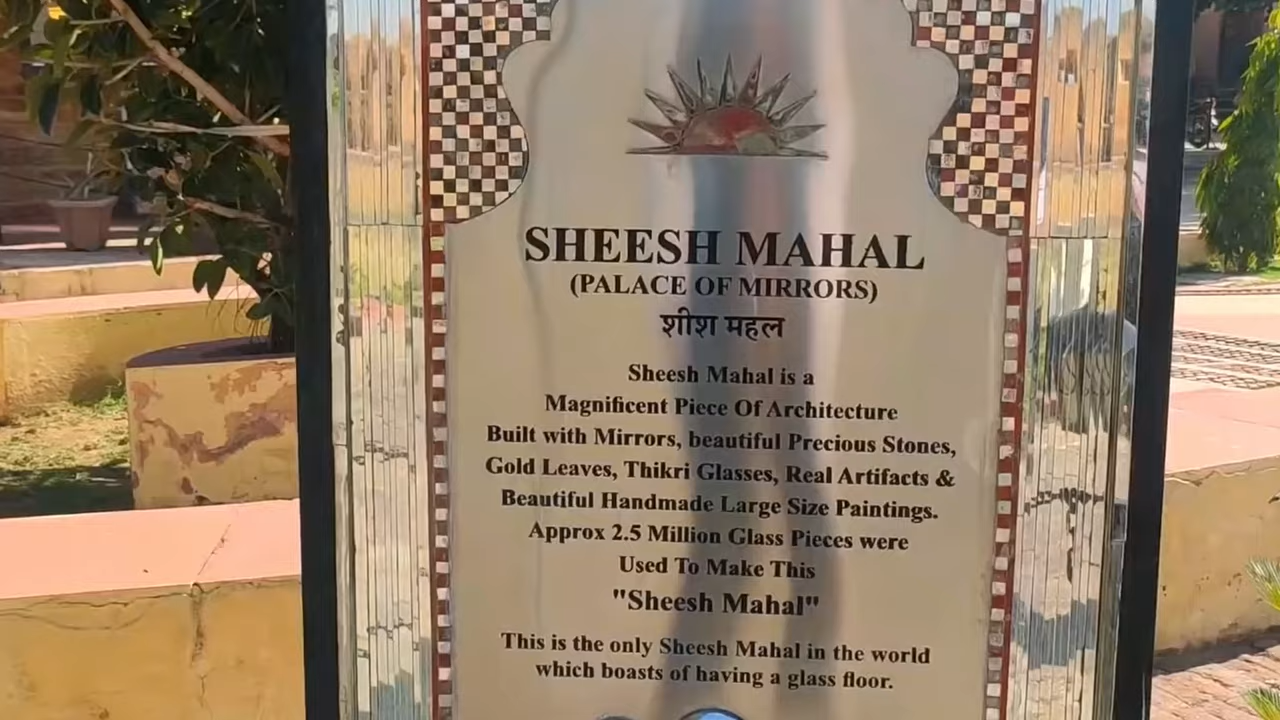 SHEESH MAHAL
(PALACE OF MIRRORS)
शीश महल
Sheesh Mahal is a
Magnificent Piece Of Architecture
Built with Mirrors, beautiful Precious Stones,
Gold Leaves, Thikri Glasses, Real Artifacts &
Beautiful Handmade Large Size Paintings.
Approx 2.5 Million Glass Pieces were
Used To Make This
"Sheesh Mahal"
This is the only Sheesh Mahal in the world
which boasts of having a glass floor.